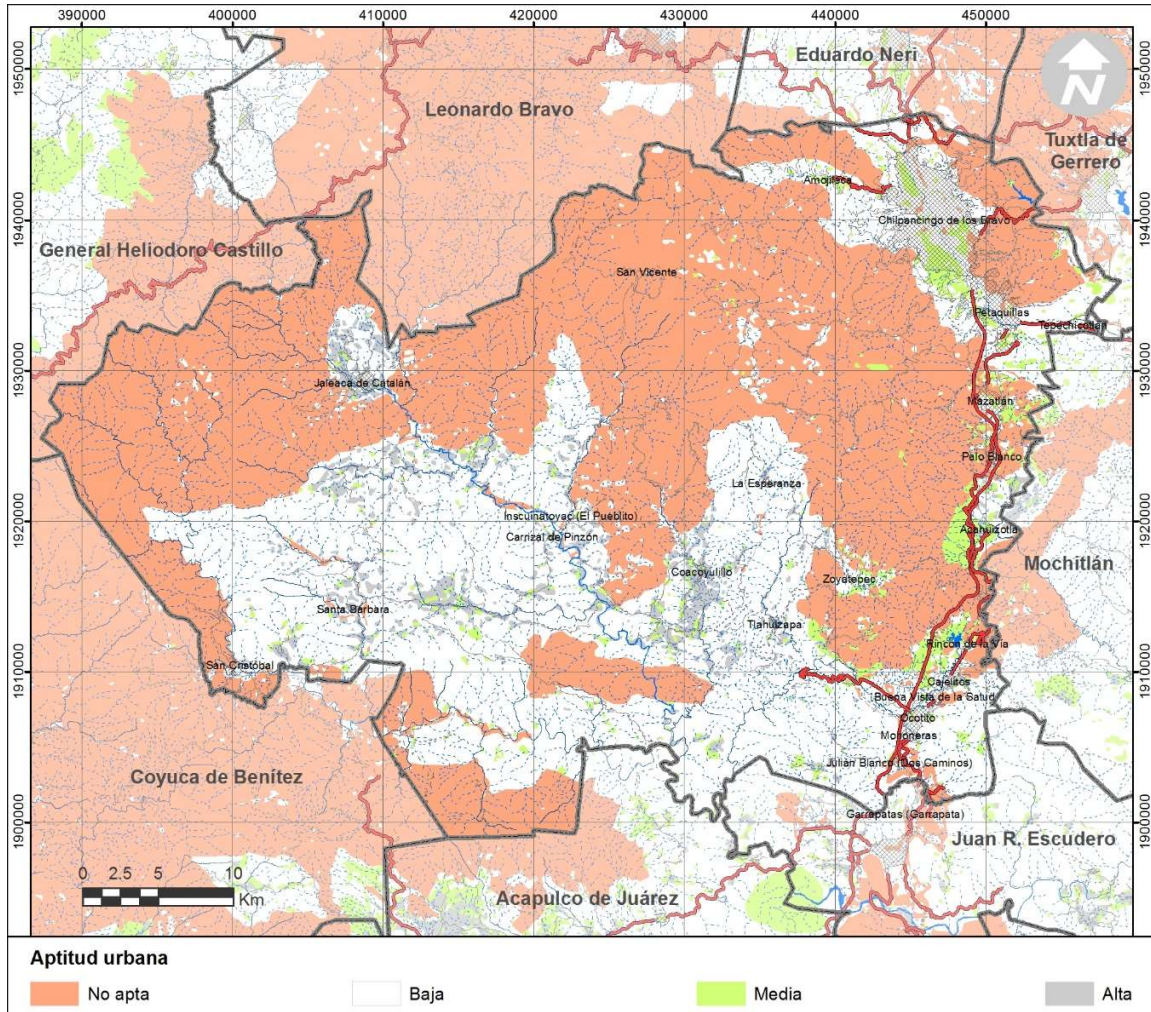 390000 400000 410000 420000 430000 440000 450000
1950000 1950000
Eduardo Neri
N
Leonardo Bravo
Tuxtla de
Gerrero
Amojileca
1940000 1940000
Chilpancingo de los Bravo
General Heliodoro Castillo
San Vicente
Petaquillas
Tepechicotlán
1930000 1930000
Jaleaca de Catalán
Mazatlán
Palo Blanco
La Esperanza
1920000 1920000
Inscuinatoyac (El Pueblito)
Acahuizotla
Carrizal de Pinzón
Mochitlán
Coacoyulillo
Zoyatepec
Santa Bárbara
Tlahuizapa
Rincón de la Vía
1910000 1910000
San Cristóbal
Cajelitos
Buena Vista de la Salud
Ocotito
Mohoneras
Julián Blanco (Dos Caminos)
Coyuca de Benítez
1900000 1900000
Garrapatas (Garrapata)
Juan R. Escudero
0 2.5 5 10
Km
Acapulco de Juárez
Aptitud urbana
No apta Baja Media Alta